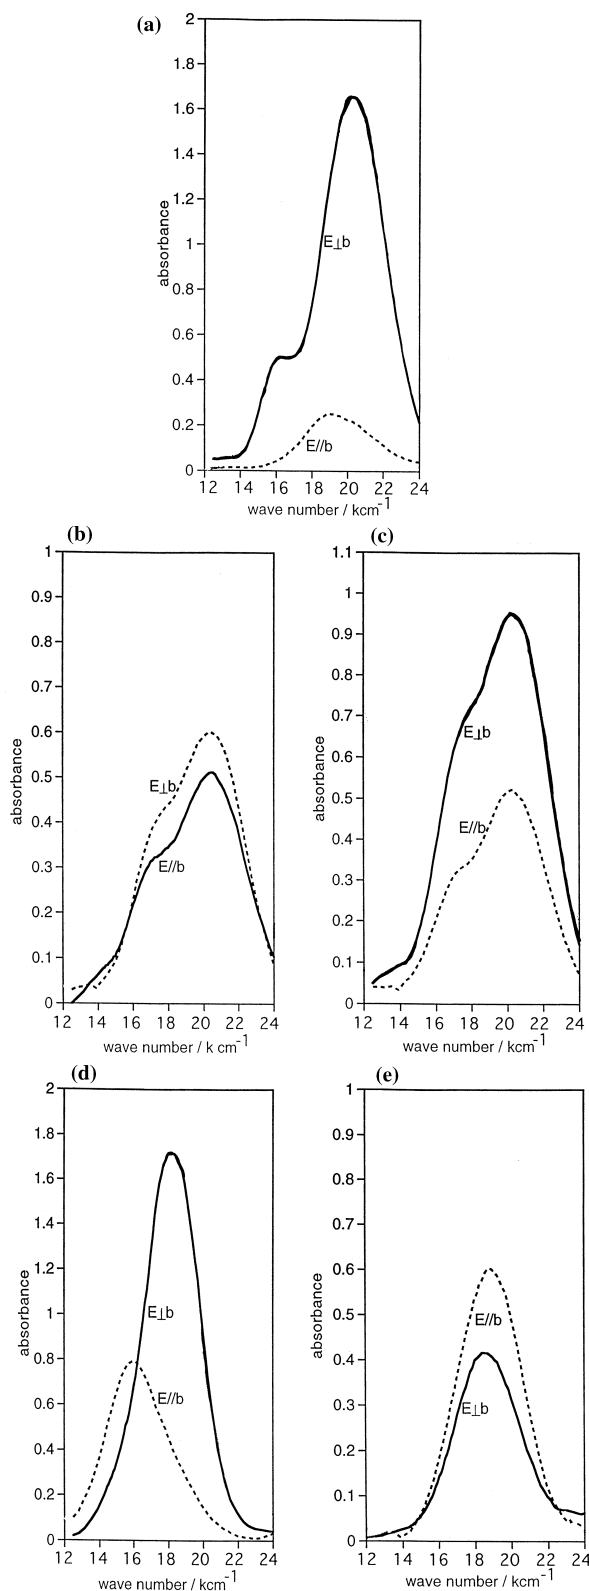 (a)
2
1.8
1.6
1.4
1.2
1
0.8
0.6
0.4
0.2
0
absorbance
E⊥b
E//b
12 14 16 18 20 22 24
wave number / kcm-1
(b)
1
0.9
0.8
0.7
0.6
0.5
0.4
0.3
0.2
0.1
0
absorbance
E⊥b
E//b
12 14 16 18 20 22 24
wave number / k cm-1
(c)
1.1
1
0.9
0.8
0.7
0.6
0.5
0.4
0.3
0.2
0.1
0
absorbance
E⊥b
E//b
12 14 16 18 20 22 24
wave number / kcm-1
(d)
2
1.8
1.6
1.4
1.2
1
0.8
0.6
0.4
0.2
0
absorbance
E⊥b
E//b
12 14 16 18 20 22 24
wave number / kcm-1
(e)
1
0.9
0.8
0.7
0.6
0.5
0.4
0.3
0.2
0.1
0
absorbance
E//b
E⊥b
12 14 16 18 20 22 24
wave number / kcm-1